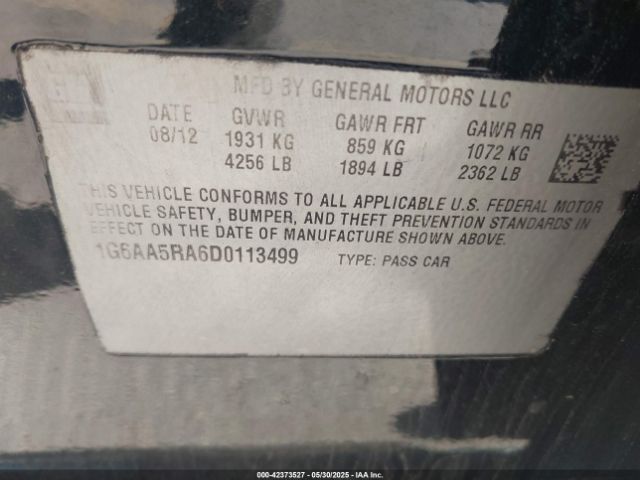 GM
MFD BY GENERAL MOTORS LLC
DATE GVWR GAWR FRT GAWR RR
08/12 1931 KG 859 KG 1072 KG
4256 LB 1894 LB 2362 LB
THIS VEHICLE CONFORMS TO ALL APPLICABLE U.S. FEDERAL MOTOR
VEHICLE SAFETY, BUMPER, AND THEFT PREVENTION STANDARDS IN
EFFECT ON THE DATE OF MANUFACTURE SHOWN ABOVE.
1G6AA5RA6D0113499 TYPE: PASS CAR
000-42373527 - 05/30/2025 - IAA Inc.